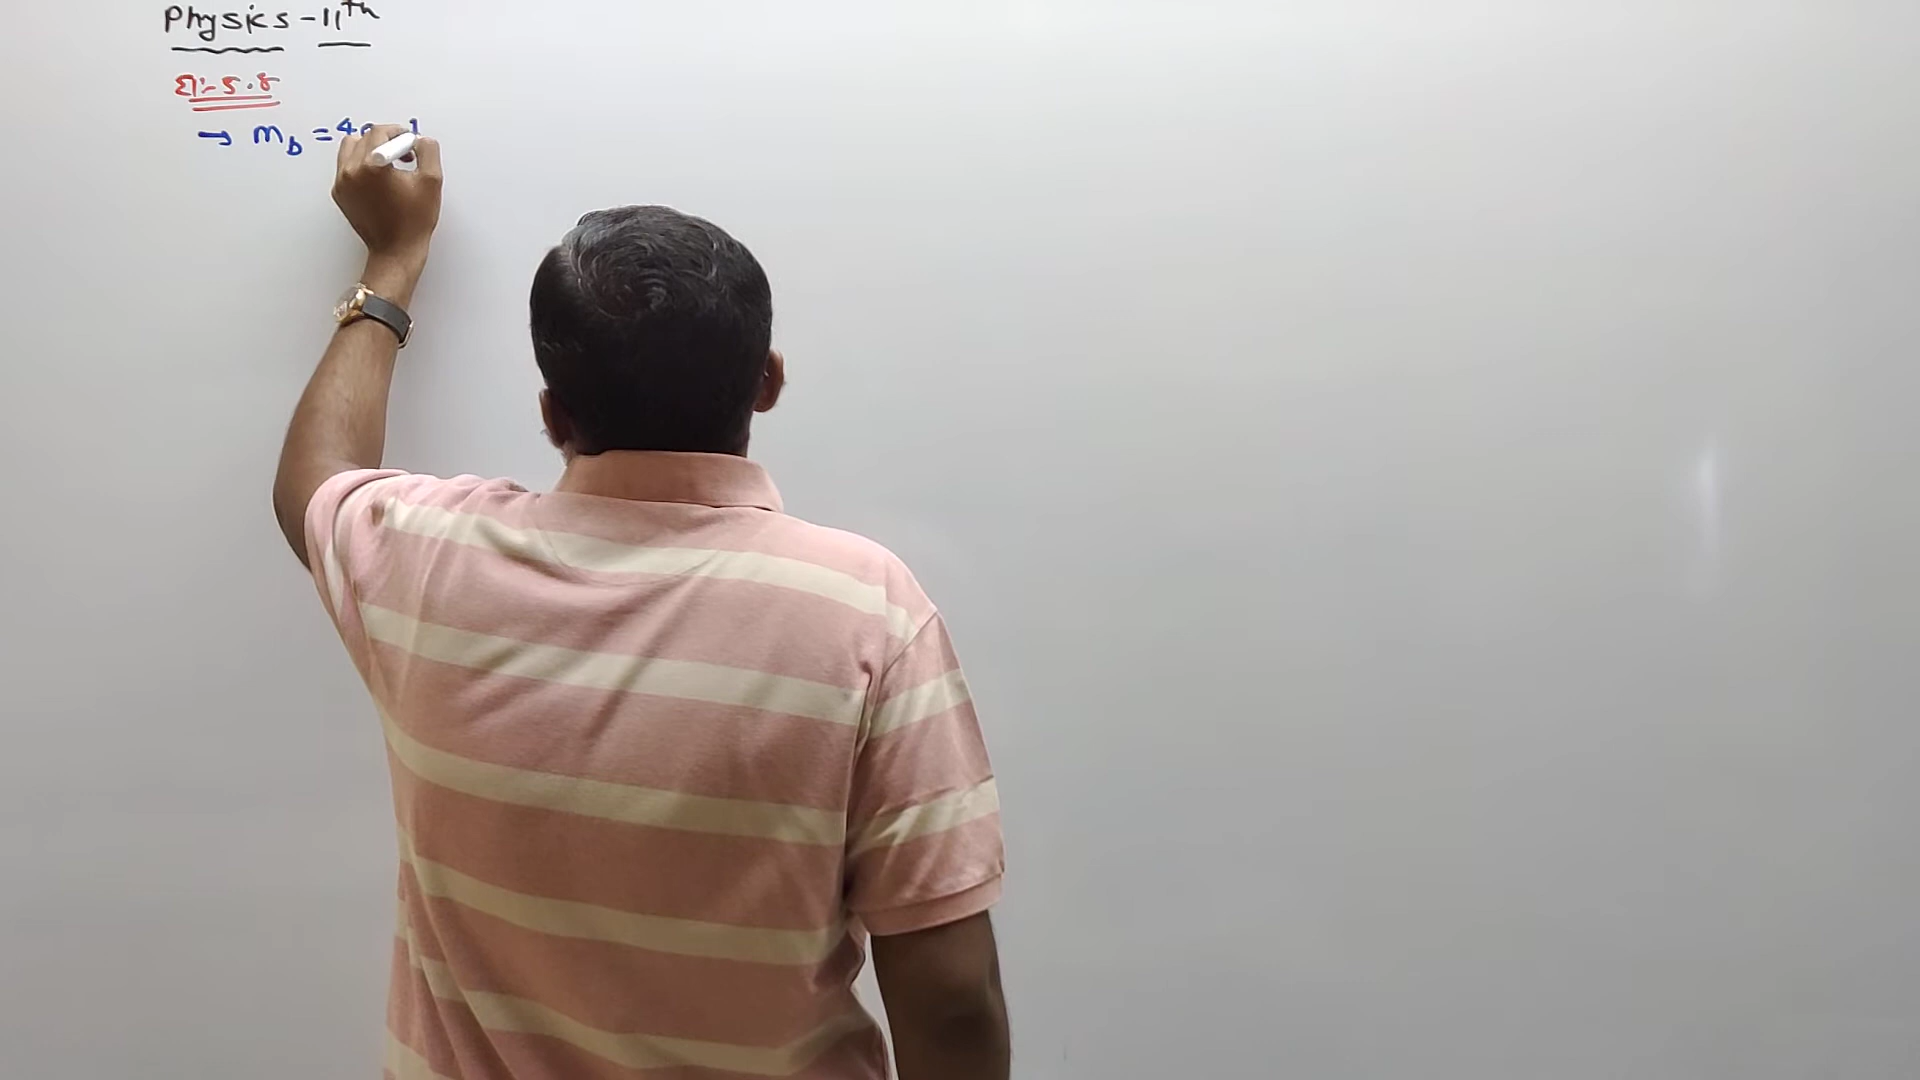 Physics - 11th
દા:- 5.8
→ m_b = 4